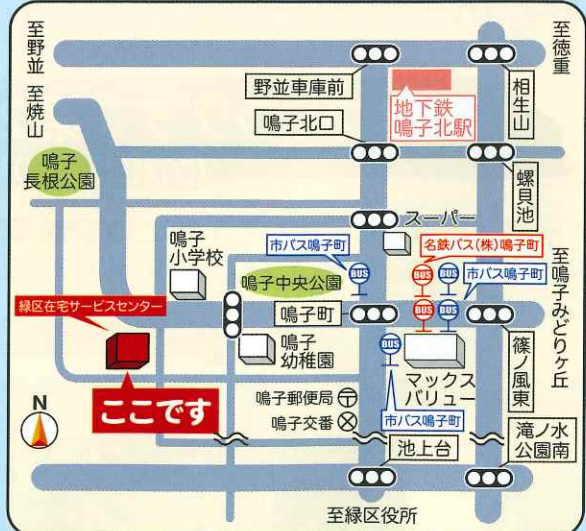 至野並
至徳重
至焼山
野並車庫前
地下鉄
鳴子北駅
相生山
鳴子北口
鳴子
長根公園
螺貝池
スーパー
鳴子
小学校
市バス鳴子町
名鉄バス(株)鳴子町
市バス鳴子町
至鳴子みどりヶ丘
BUS
BUS
BUS
鳴子中央公園
緑区在宅サービスセンター
鳴子町
BUS
BUS
篠ノ風東
鳴子
幼稚園
BUS
マックス
バリュー
ここです
N
鳴子郵便局
市バス鳴子町
鳴子交番
池上台
滝ノ水
公園南
至緑区役所